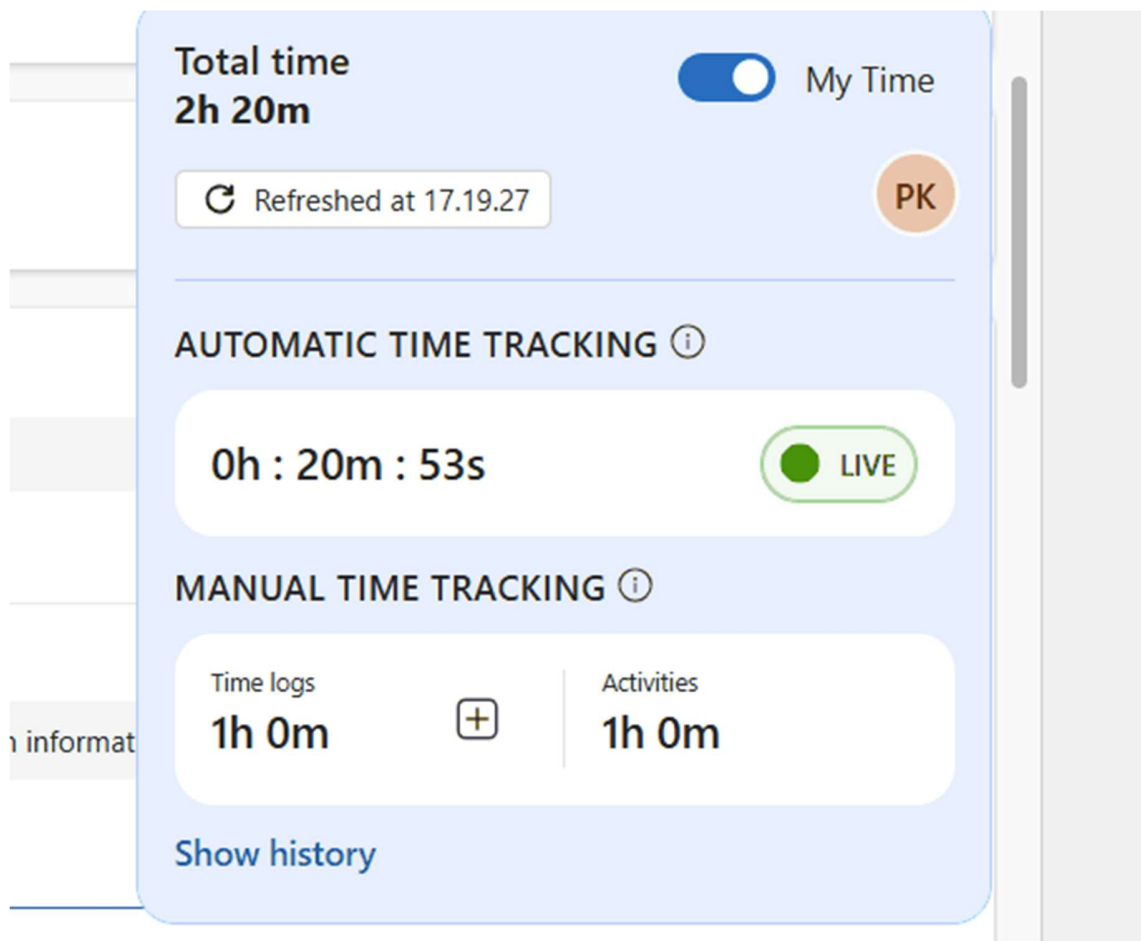 Total time
2h 20m
My Time
Refreshed at 17.19.27
PK
AUTOMATIC TIME TRACKING
0h : 20m : 53s
LIVE
MANUAL TIME TRACKING
Time logs
1h 0m
Activities
1h 0m
n informat
Show history